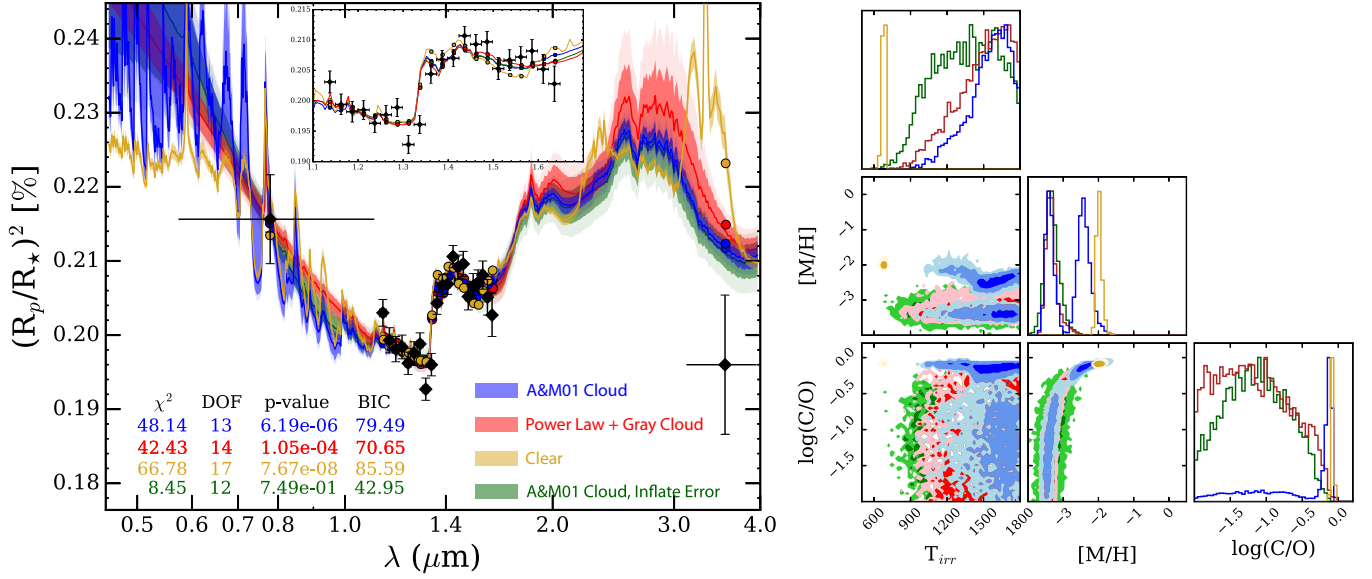 0.24
0.23
0.22
0.21
0.20
0.19
0.18
(R_p/R_⋆)² [%]
0.215
0.210
0.205
0.200
0.195
0.190
1.1 1.2 1.3 1.4 1.5 1.6
χ² DOF p-value BIC
48.14 13 6.19e-06 79.49
42.43 14 1.05e-04 70.65
66.78 17 7.67e-08 85.59
8.45 12 7.49e-01 42.95
A&M01 Cloud
Power Law + Gray Cloud
Clear
A&M01 Cloud, Inflate Error
0.5 0.6 0.7 0.8 1.0 1.4 2.0 3.0 4.0
λ (μm)
0
−1
−2
−3
[M/H]
0.0
−0.5
−1.0
−1.5
log(C/O)
600 900 1200 1500 1800
T_irr
−3 −2 −1 0
[M/H]
−1.5 −1.0 −0.5 0.0
log(C/O)